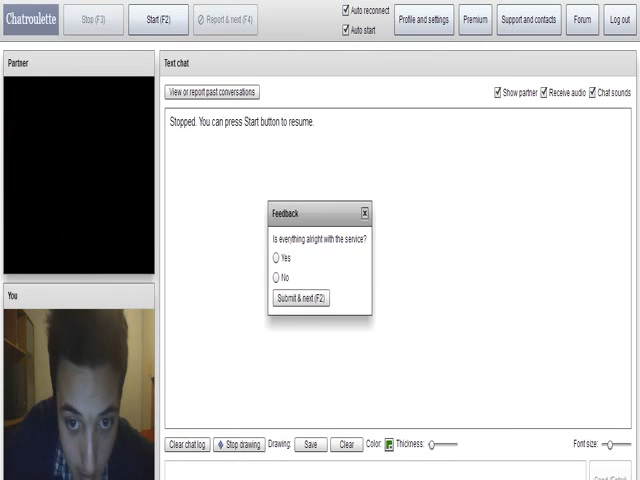 Chatroulette
Stop (F3)
Start (F2)
Report & next (F4)
Auto reconnect
Auto start
Profile and settings
Premium
Support and contacts
Forum
Log out
Partner
Text chat
View or report past conversations
Show partner
Receive audio
Chat sounds
Stopped. You can press Start button to resume.
Feedback
Is everything alright with the service?
Yes
No
Submit & next (F2)
You
Clear chat log
Stop drawing
Drawing:
Save
Clear
Color:
Thickness:
Font size: